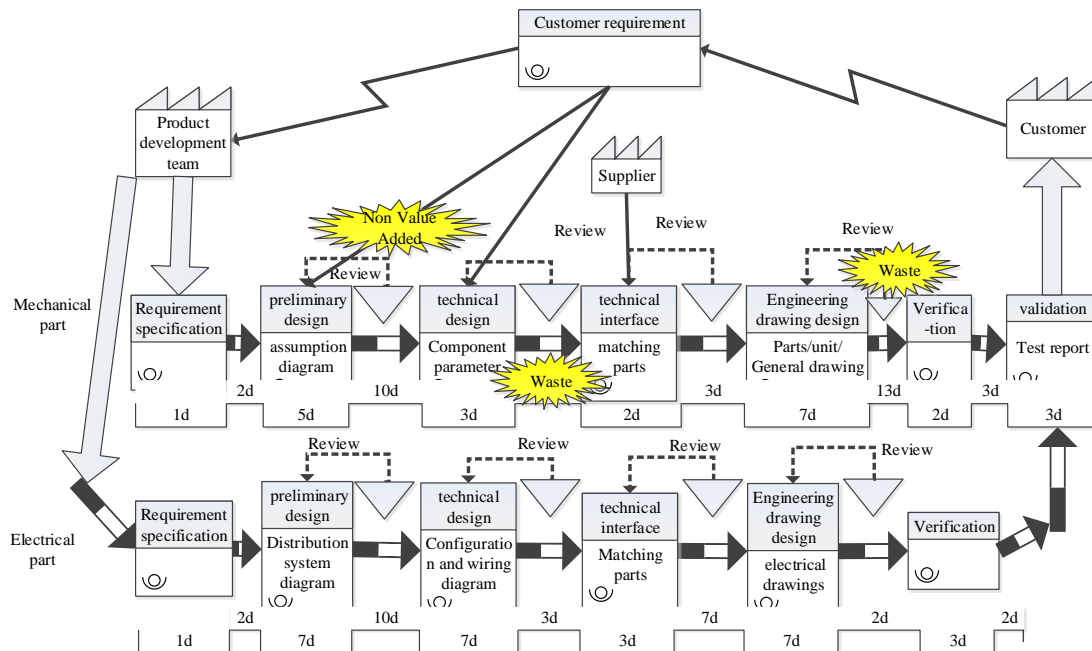 Customer requirement
Product
development
team
Customer
Supplier
Non Value
Added
Review
Review
Review
Review
Waste
Mechanical
part
Requirement
specification
preliminary
design
assumption
diagram
technical
design
Component
parameter
technical
interface
matching
parts
Engineering
drawing design
Parts/unit/
General drawing
Verifica
-tion
validation
Test report
Waste
2d
10d
3d
13d
3d
1d
5d
3d
2d
7d
2d
3d
Review
Review
Review
Review
Electrical
part
Requirement
specification
preliminary
design
Distribution
system
diagram
technical
design
Configuratio
n and wiring
diagram
technical
interface
Matching
parts
Engineering
drawing
design
electrical
drawings
Verification
2d
10d
3d
7d
2d
2d
1d
7d
7d
3d
7d
3d